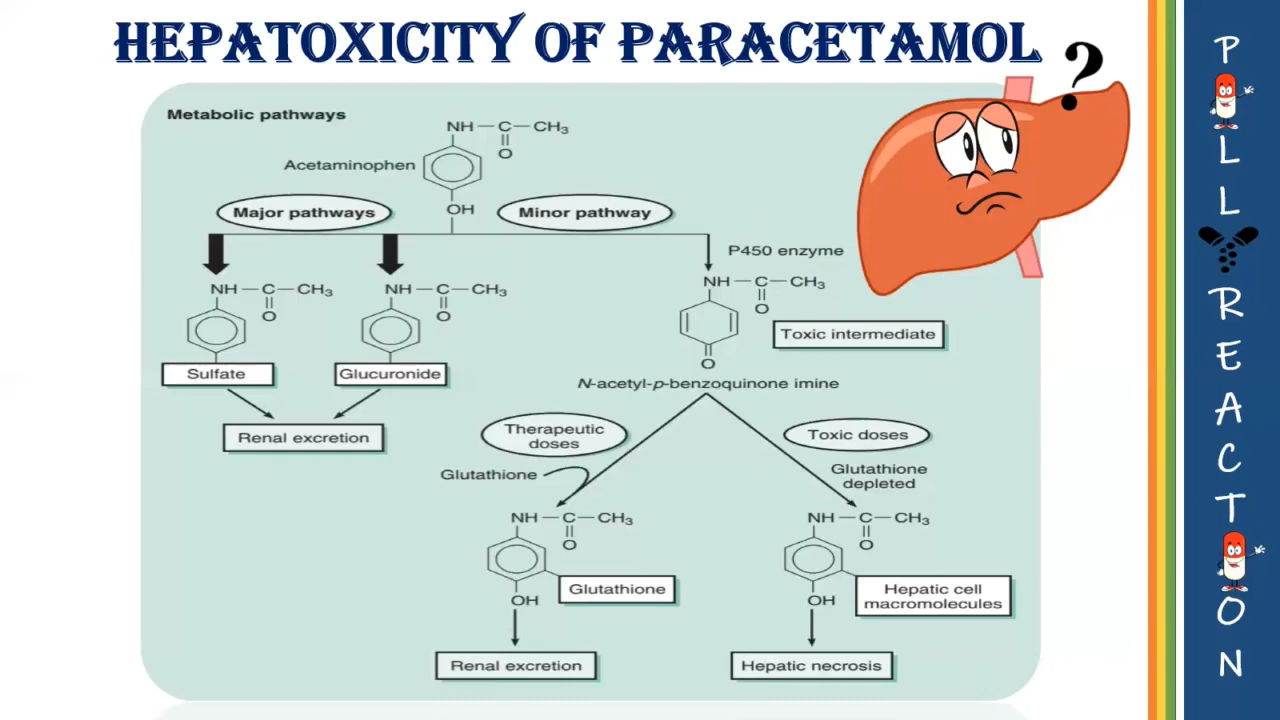 HEPATOXICITY OF PARACETAMOL
?
Metabolic pathways
NH — C — CH3
O
Acetaminophen
OH
Major pathways
Minor pathway
P450 enzyme
NH — C — CH3
O
NH — C — CH3
O
NH — C — CH3
O
O
Toxic intermediate
Sulfate
Glucuronide
N-acetyl-p-benzoquinone imine
Renal excretion
Therapeutic
doses
Toxic doses
Glutathione
Glutathione
depleted
NH — C — CH3
O
OH
Glutathione
NH — C — CH3
O
OH
Hepatic cell
macromolecules
Renal excretion
Hepatic necrosis
P
L
L
R
E
A
C
T
O
N